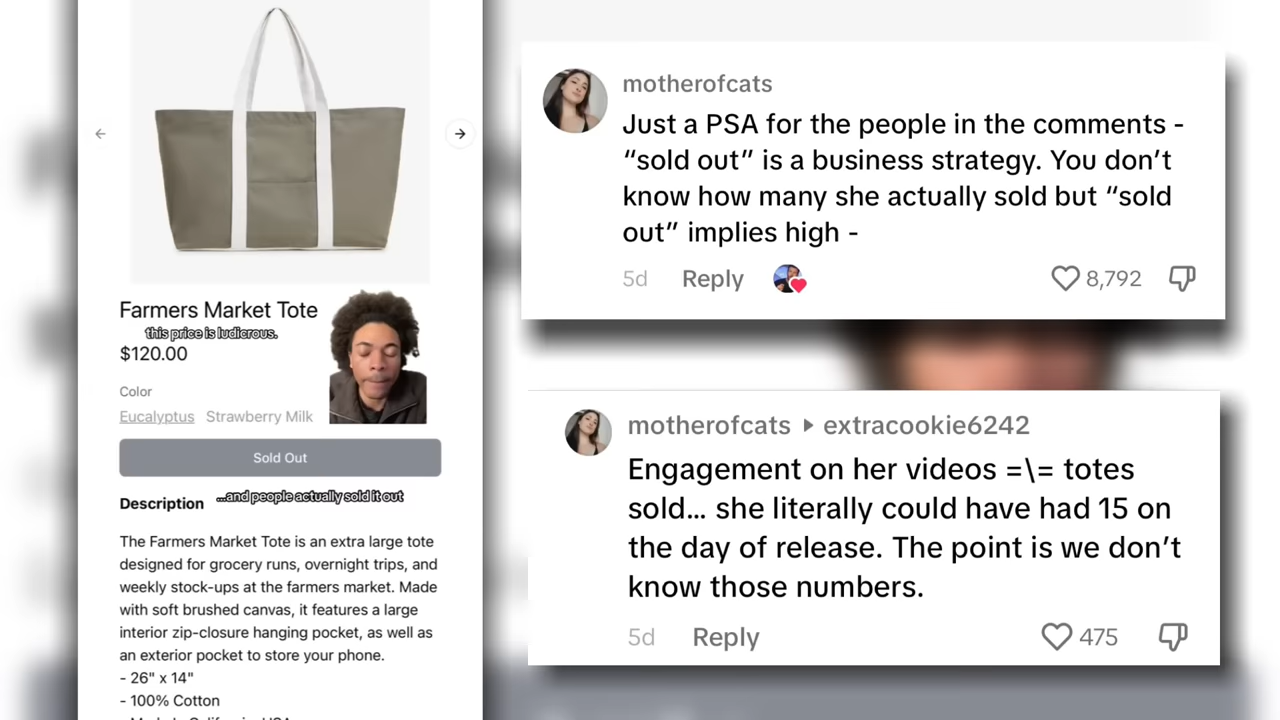 Farmers Market Tote
this price is ludicrous.
$120.00
Color
Eucalyptus Strawberry Milk
Sold Out
Description
...and people actually sold it out
The Farmers Market Tote is an extra large tote
designed for grocery runs, overnight trips, and
weekly stock-ups at the farmers market. Made
with soft brushed canvas, it features a large
interior zip-closure hanging pocket, as well as
an exterior pocket to store your phone.
- 26" x 14"
- 100% Cotton
motherofcats
Just a PSA for the people in the comments -
“sold out” is a business strategy. You don’t
know how many she actually sold but “sold
out” implies high -
5d Reply 8,792
motherofcats ▸ extracookie6242
Engagement on her videos =\= totes
sold... she literally could have had 15 on
the day of release. The point is we don’t
know those numbers.
5d Reply 475